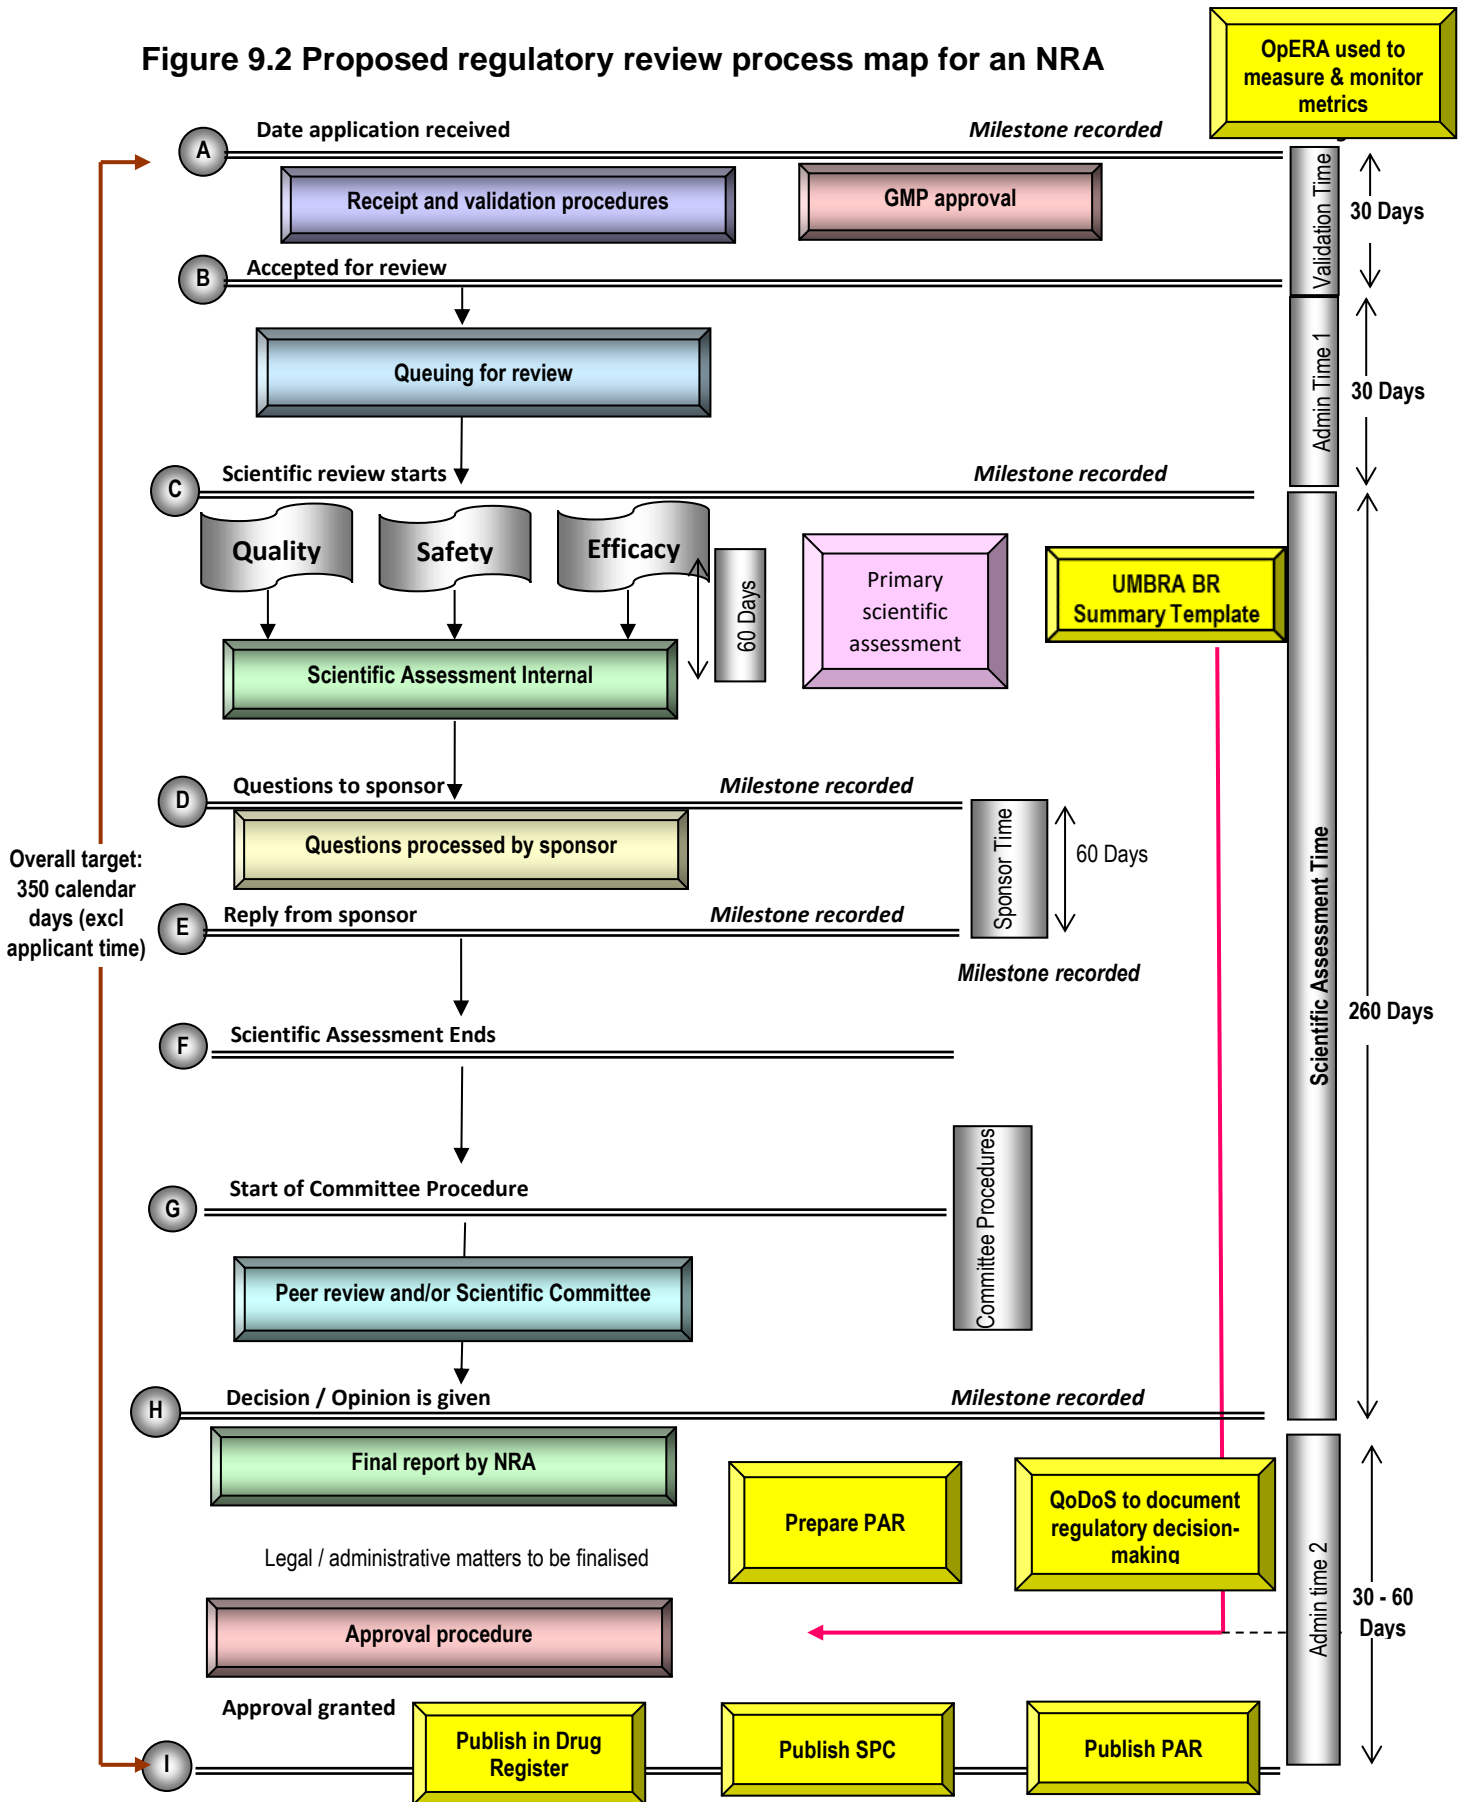 Figure 9.2 Proposed regulatory review process map for an NRA
OpERA used to
measure & monitor
metrics
A
Date application received
Milestone recorded
Receipt and validation procedures
GMP approval
Validation Time
30 Days
B
Accepted for review
Queuing for review
Admin Time 1
30 Days
C
Scientific review starts
Milestone recorded
Quality
Safety
Efficacy
60 Days
Primary
scientific
assessment
UMBRA BR
Summary Template
Scientific Assessment Internal
D
Questions to sponsor
Milestone recorded
Questions processed by sponsor
Sponsor Time
60 Days
Overall target:
350 calendar
days (excl
applicant time)
E
Reply from sponsor
Milestone recorded
Milestone recorded
Scientific Assessment Time
260 Days
F
Scientific Assessment Ends
G
Start of Committee Procedure
Committee Procedures
Peer review and/or Scientific Committee
H
Decision / Opinion is given
Milestone recorded
Final report by NRA
Prepare PAR
QoDoS to document
regulatory decision-
making
Legal / administrative matters to be finalised
Admin time 2
30 - 60
Days
Approval procedure
Approval granted
I
Publish in Drug
Register
Publish SPC
Publish PAR